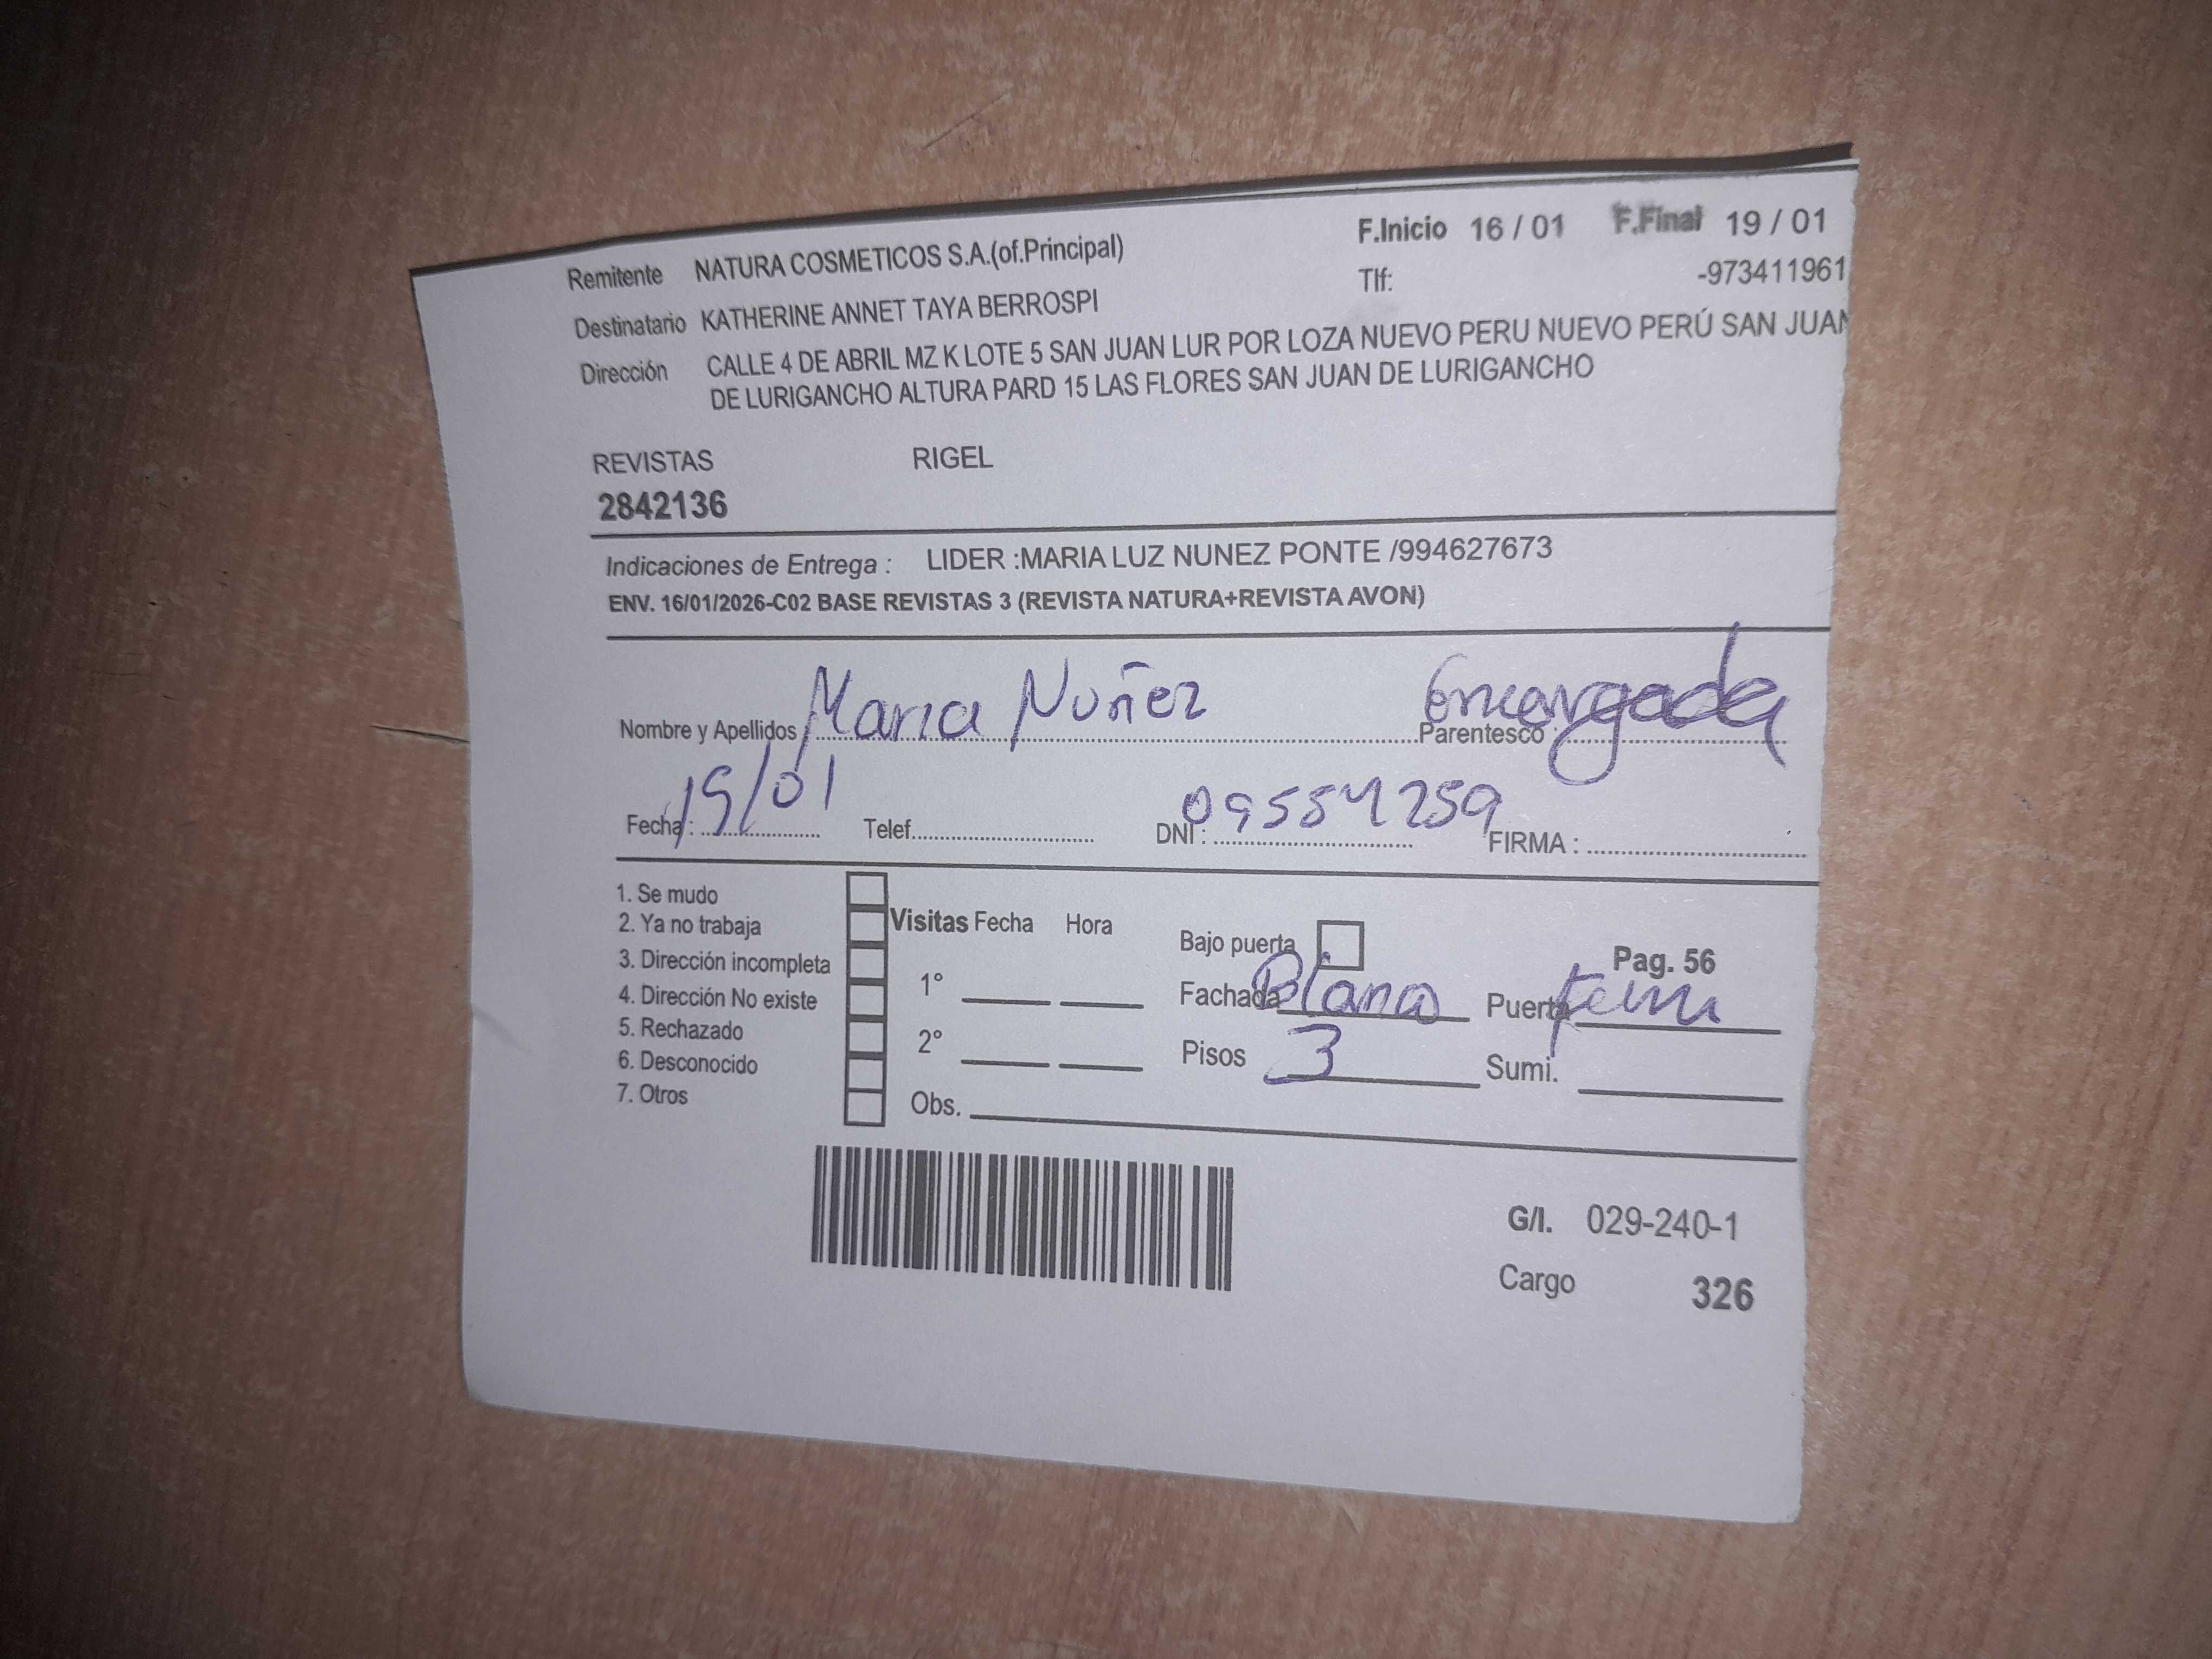 F.Inicio 16 / 01 F.Final 19 / 01
Remitente NATURA COSMETICOS S.A.(of.Principal) Tlf: -973411961
Destinatario KATHERINE ANNET TAYA BERROSPI
Dirección CALLE 4 DE ABRIL MZ K LOTE 5 SAN JUAN LUR POR LOZA NUEVO PERU NUEVO PERÚ SAN JUAN
DE LURIGANCHO ALTURA PARD 15 LAS FLORES SAN JUAN DE LURIGANCHO
REVISTAS RIGEL
2842136
Indicaciones de Entrega : LIDER :MARIA LUZ NUNEZ PONTE /994627673
ENV. 16/01/2026-C02 BASE REVISTAS 3 (REVISTA NATURA+REVISTA AVON)
Nombre y Apellidos : Maria Nuñez Parentesco : encargada
Fecha : 19/01 Telef. DNI : 09554259 FIRMA :
1. Se mudo
2. Ya no trabaja
3. Dirección incompleta
4. Dirección No existe
5. Rechazado
6. Desconocido
7. Otros
Visitas Fecha Hora
1°
2°
Obs.
Bajo puerta Pag. 56
Fachada Blanco Puerta
Pisos 3 Sumi.
G/I. 029-240-1
Cargo 326